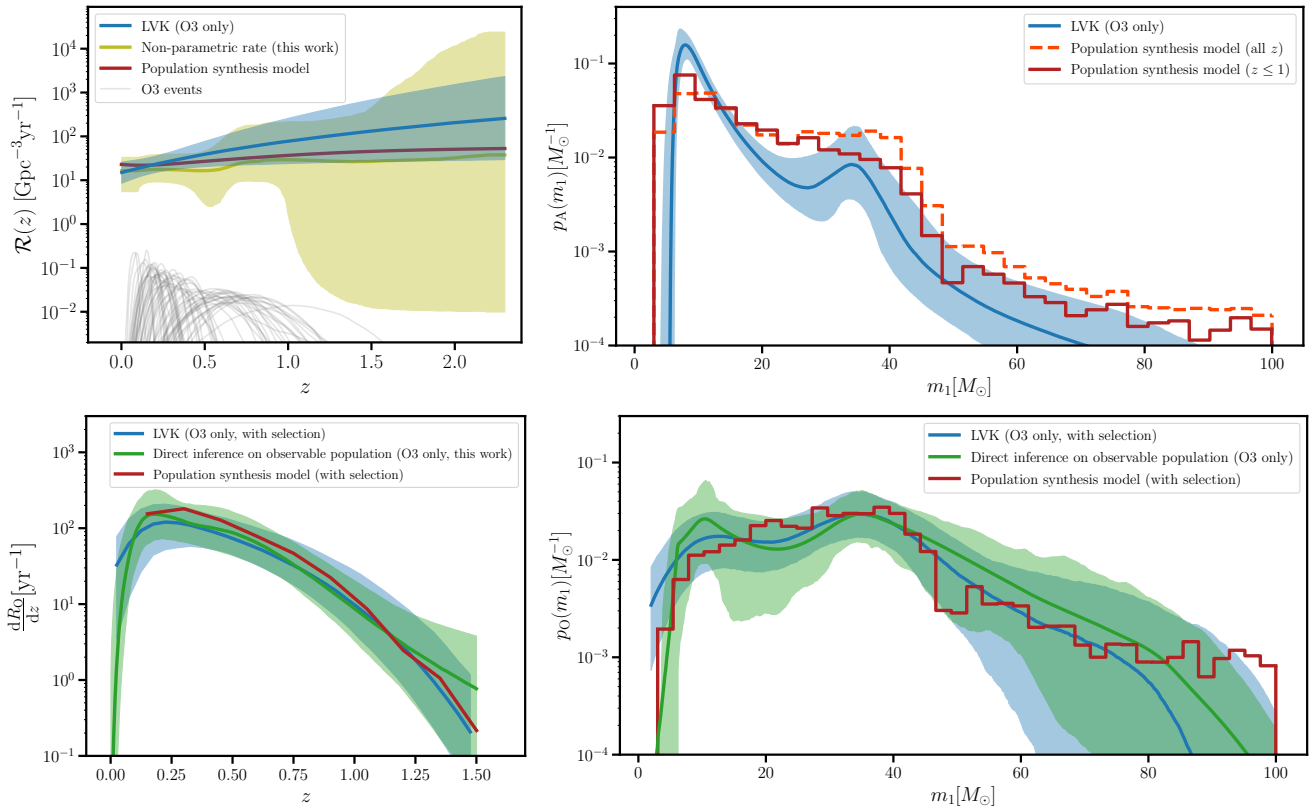 LVK (O3 only)
Non-parametric rate (this work)
Population synthesis model
O3 events
10⁴
10³
10²
10¹
10⁰
10⁻¹
10⁻²
R(z) [Gpc⁻³yr⁻¹]
0.0 0.5 1.0 1.5 2.0
z
LVK (O3 only)
Population synthesis model (all z)
Population synthesis model (z ≤ 1)
10⁻¹
10⁻²
10⁻³
10⁻⁴
p_A(m₁)[M_⊙⁻¹]
0 20 40 60 80 100
m₁[M_⊙]
LVK (O3 only, with selection)
Direct inference on observable population (O3 only, this work)
Population synthesis model (with selection)
10³
10²
10¹
10⁰
10⁻¹
dR_O/dz [yr⁻¹]
0.00 0.25 0.50 0.75 1.00 1.25 1.50
z
LVK (O3 only, with selection)
Direct inference on observable population (O3 only)
Population synthesis model (with selection)
10⁻¹
10⁻²
10⁻³
10⁻⁴
p_O(m₁)[M_⊙⁻¹]
0 20 40 60 80 100
m₁[M_⊙]